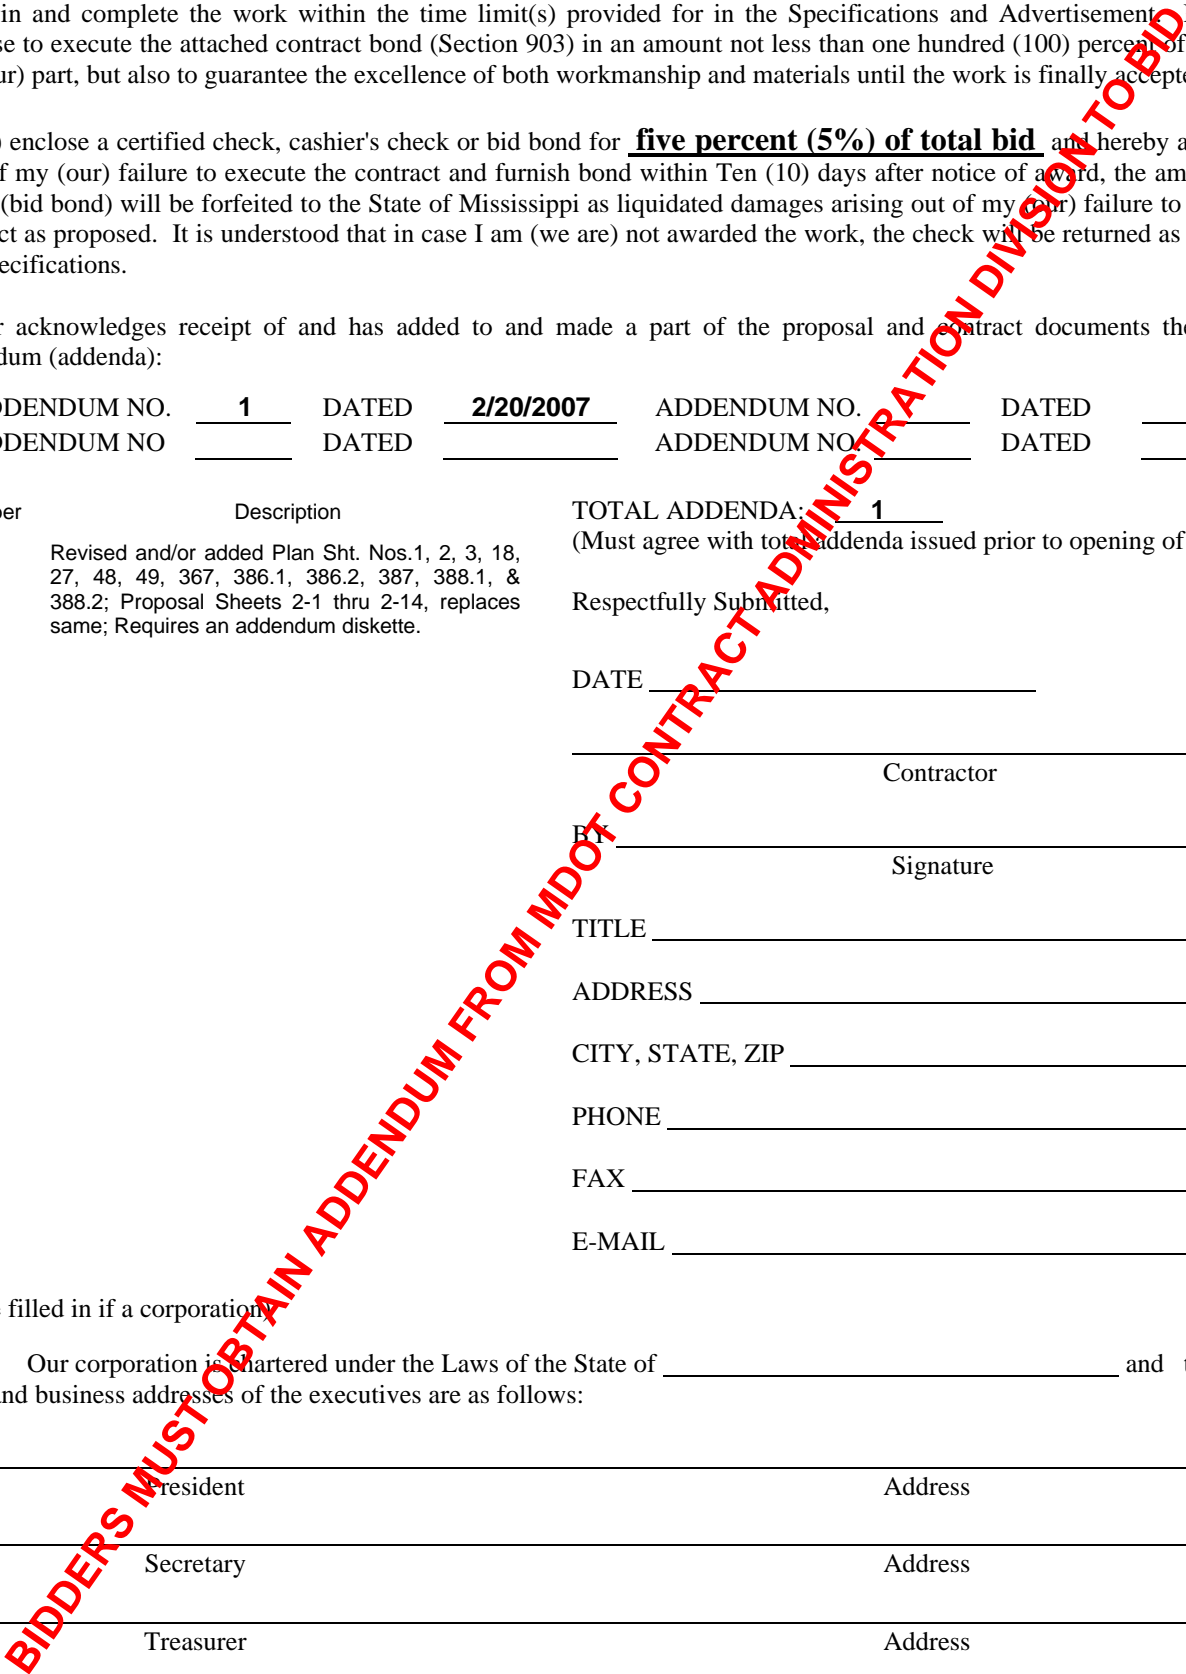 in and complete the work within the time limit(s) provided for in the Specifications and Advertisement.
se to execute the attached contract bond (Section 903) in an amount not less than one hundred (100) percent of
ur) part, but also to guarantee the excellence of both workmanship and materials until the work is finally accepte
) enclose a certified check, cashier's check or bid bond for five percent (5%) of total bid and hereby a
f my (our) failure to execute the contract and furnish bond within Ten (10) days after notice of award, the am
(bid bond) will be forfeited to the State of Mississippi as liquidated damages arising out of my (our) failure to
ct as proposed. It is understood that in case I am (we are) not awarded the work, the check will be returned as
ecifications.
r acknowledges receipt of and has added to and made a part of the proposal and contract documents the
dum (addenda):
DDENDUM NO. 1 DATED 2/20/2007 ADDENDUM NO. DATED
DDENDUM NO DATED ADDENDUM NO. DATED
ber Description
TOTAL ADDENDA: 1
(Must agree with total addenda issued prior to opening of
Revised and/or added Plan Sht. Nos.1, 2, 3, 18,
27, 48, 49, 367, 386.1, 386.2, 387, 388.1, &
388.2; Proposal Sheets 2-1 thru 2-14, replaces
same; Requires an addendum diskette.
Respectfully Submitted,
DATE
Contractor
BY
Signature
TITLE
ADDRESS
CITY, STATE, ZIP
PHONE
FAX
E-MAIL
e filled in if a corporation)
Our corporation is chartered under the Laws of the State of and t
and business addresses of the executives are as follows:
President Address
Secretary Address
Treasurer Address
BIDDERS MUST OBTAIN ADDENDUM FROM MDOT CONTRACT ADMINISTRATION DIVISION TO BID